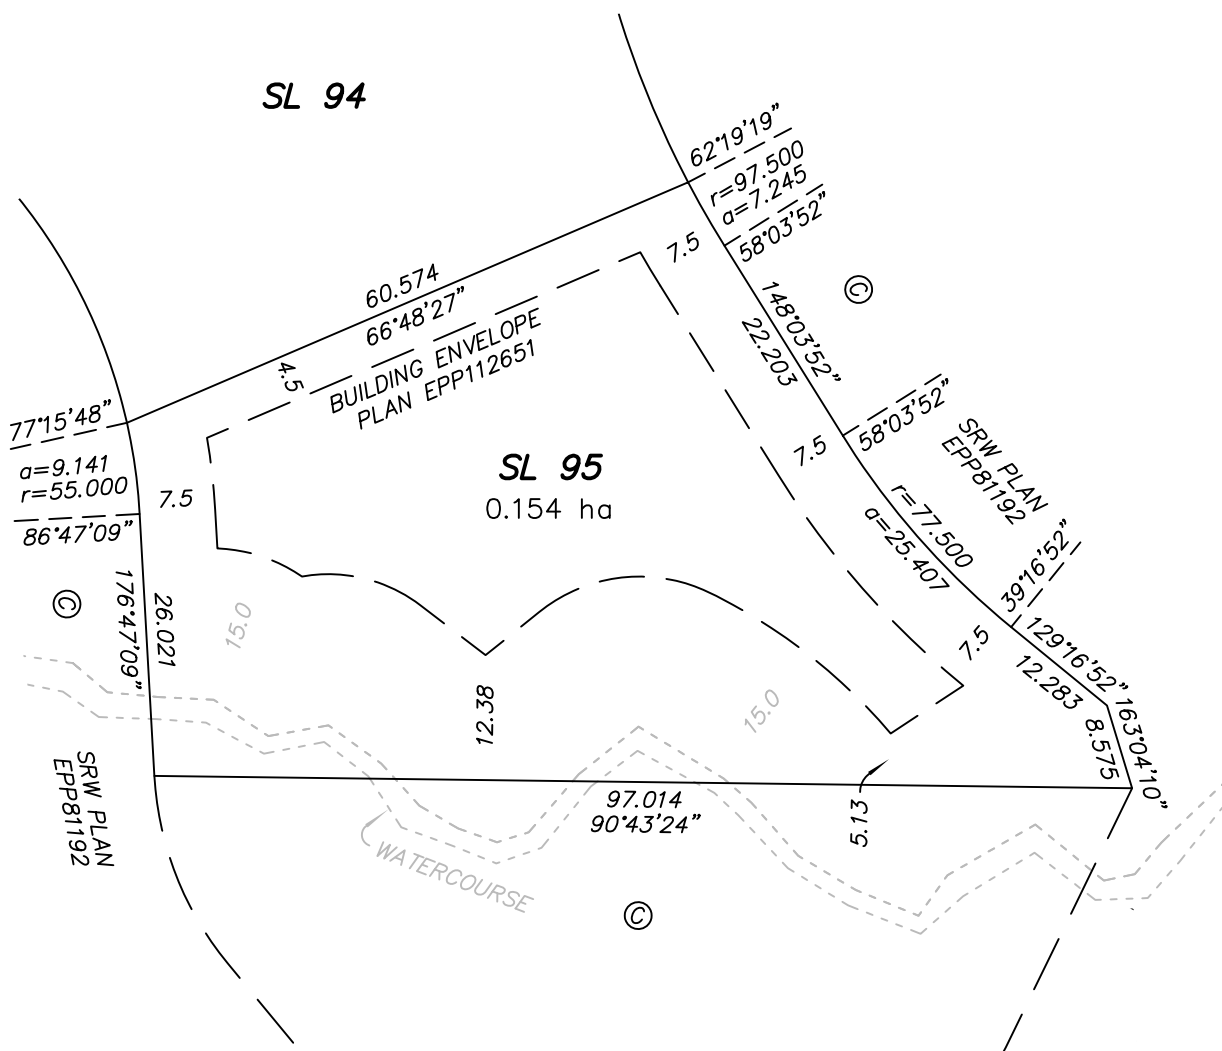 SL 94
62°19'19"
r=97.500
a=7.245
58°03'52"
7.5
60.574
66°48'27"
BUILDING ENVELOPE
PLAN EPP112651
4.5
148°03'52"
22.203
©
77°15'48"
a=9.141
r=55.000
86°47'09"
7.5
SL 95
0.154 ha
7.5
58°03'52"
SRW PLAN
EPP81192
r=77.500
a=25.407
39°16'52"
©
176°47'09"
26.021
15.0
7.5
129°16'52"
12.283
163°04'10"
8.575
12.38
15.0
SRW PLAN
EPP81192
97.014
90°43'24"
5.13
WATERCOURSE
©